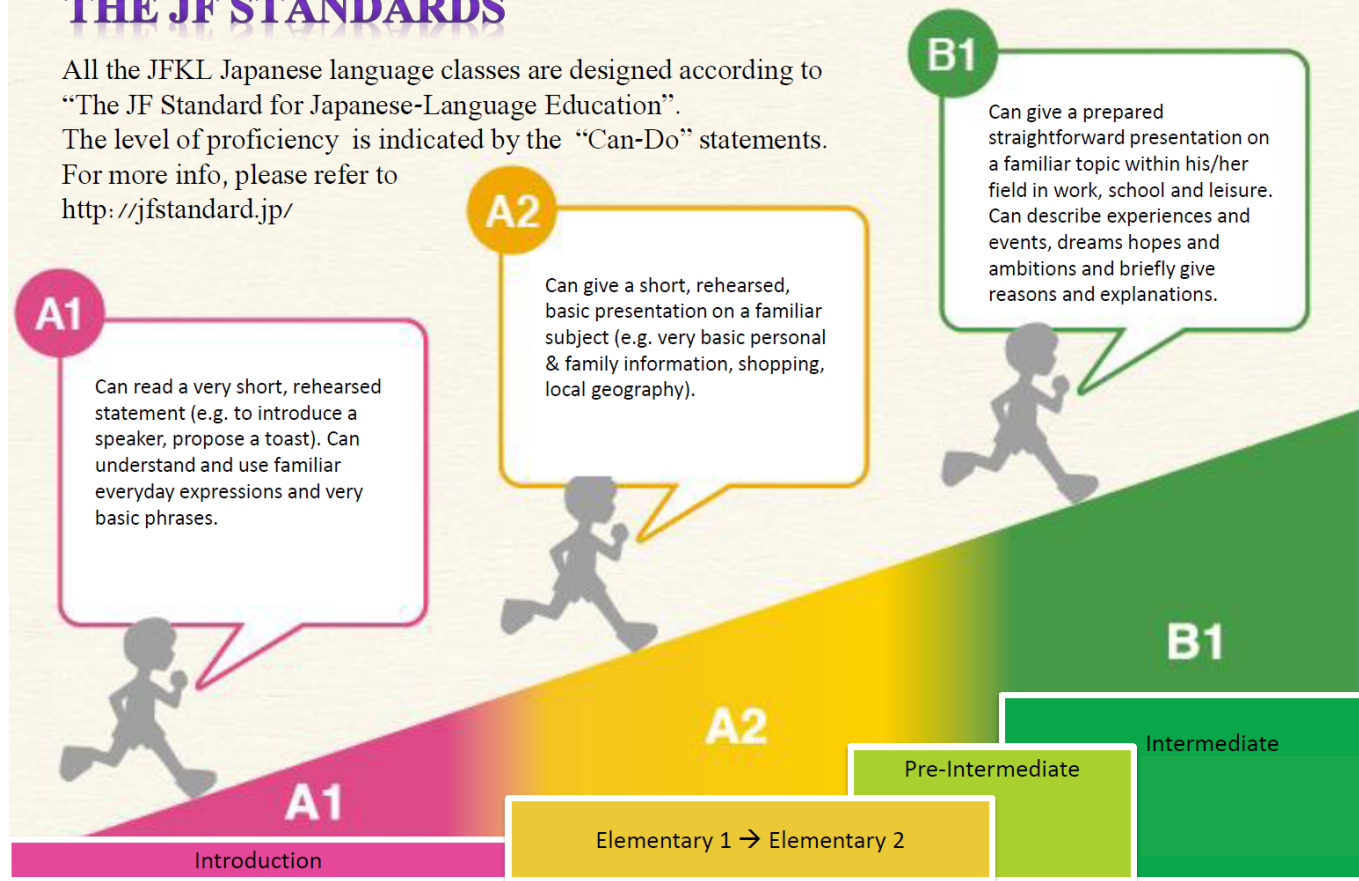 THE JF STANDARDS
All the JFKL Japanese language classes are designed according to
“The JF Standard for Japanese-Language Education”.
The level of proficiency is indicated by the “Can-Do” statements.
For more info, please refer to
http://jfstandard.jp/
A1
Can read a very short, rehearsed
statement (e.g. to introduce a
speaker, propose a toast). Can
understand and use familiar
everyday expressions and very
basic phrases.
A2
Can give a short, rehearsed,
basic presentation on a familiar
subject (e.g. very basic personal
& family information, shopping,
local geography).
B1
Can give a prepared
straightforward presentation on
a familiar topic within his/her
field in work, school and leisure.
Can describe experiences and
events, dreams hopes and
ambitions and briefly give
reasons and explanations.
A1
A2
B1
Introduction
Elementary 1 → Elementary 2
Pre-Intermediate
Intermediate